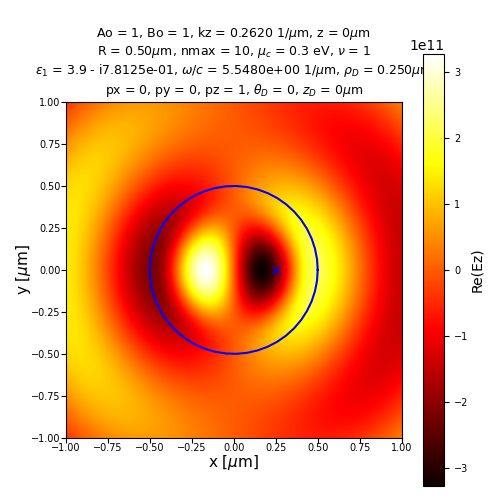 Ao = 1, Bo = 1, kz = 0.2620 1/μm, z = 0μm
R = 0.50μm, nmax = 10, μc = 0.3 eV, ν = 1
ε1 = 3.9 - i7.8125e-01, ω/c = 5.5480e+00 1/μm, ρD = 0.250μm
px = 0, py = 0, pz = 1, θD = 0, zD = 0μm
1e11
1.00
0.75
0.50
0.25
0.00
−0.25
−0.50
−0.75
−1.00
y [μm]
−1.00 −0.75 −0.50 −0.25 0.00 0.25 0.50 0.75 1.00
x [μm]
3
2
1
0
−1
−2
−3
Re(Ez)